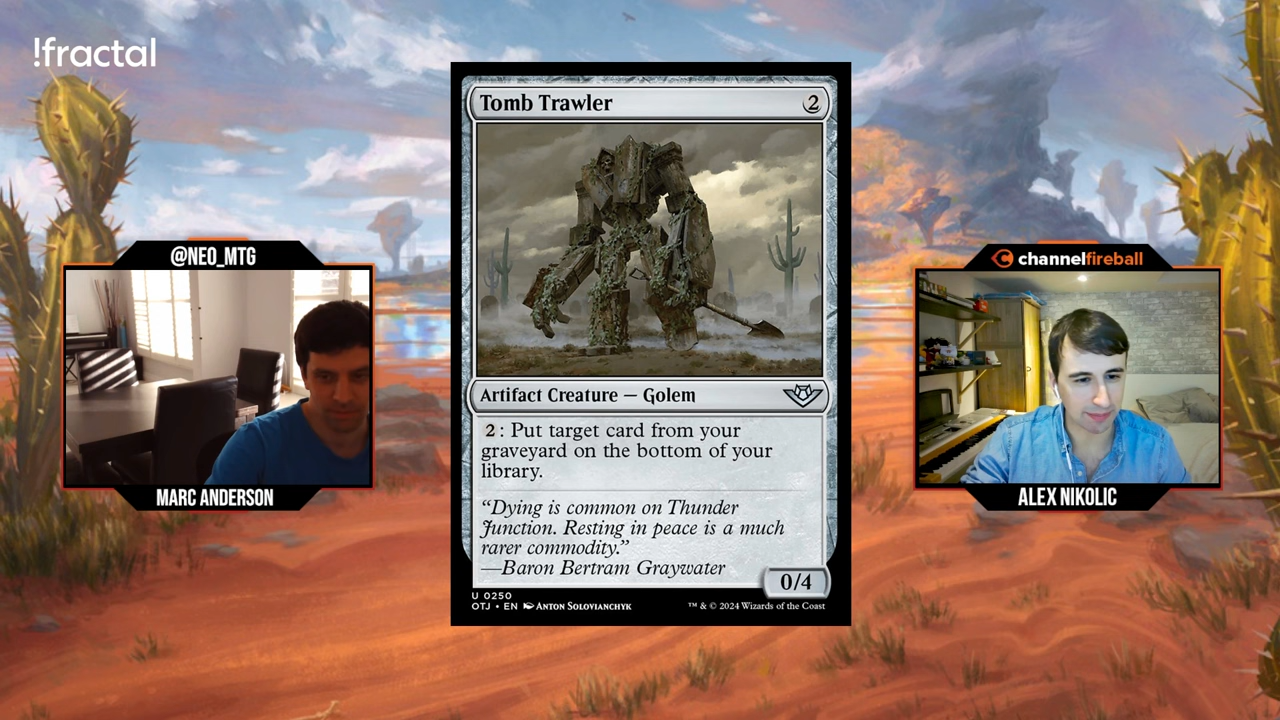 !fractal
Tomb Trawler
2
@NEO_MTG
channelfireball
MARC ANDERSON
ALEX NIKOLIC
Artifact Creature — Golem
2: Put target card from your
graveyard on the bottom of your
library.
“Dying is common on Thunder
Junction. Resting in peace is a much
rarer commodity.”
—Baron Bertram Graywater
0/4
U 0250
OTJ • EN ANTON SOLOVIANCHYK
™ & © 2024 Wizards of the Coast